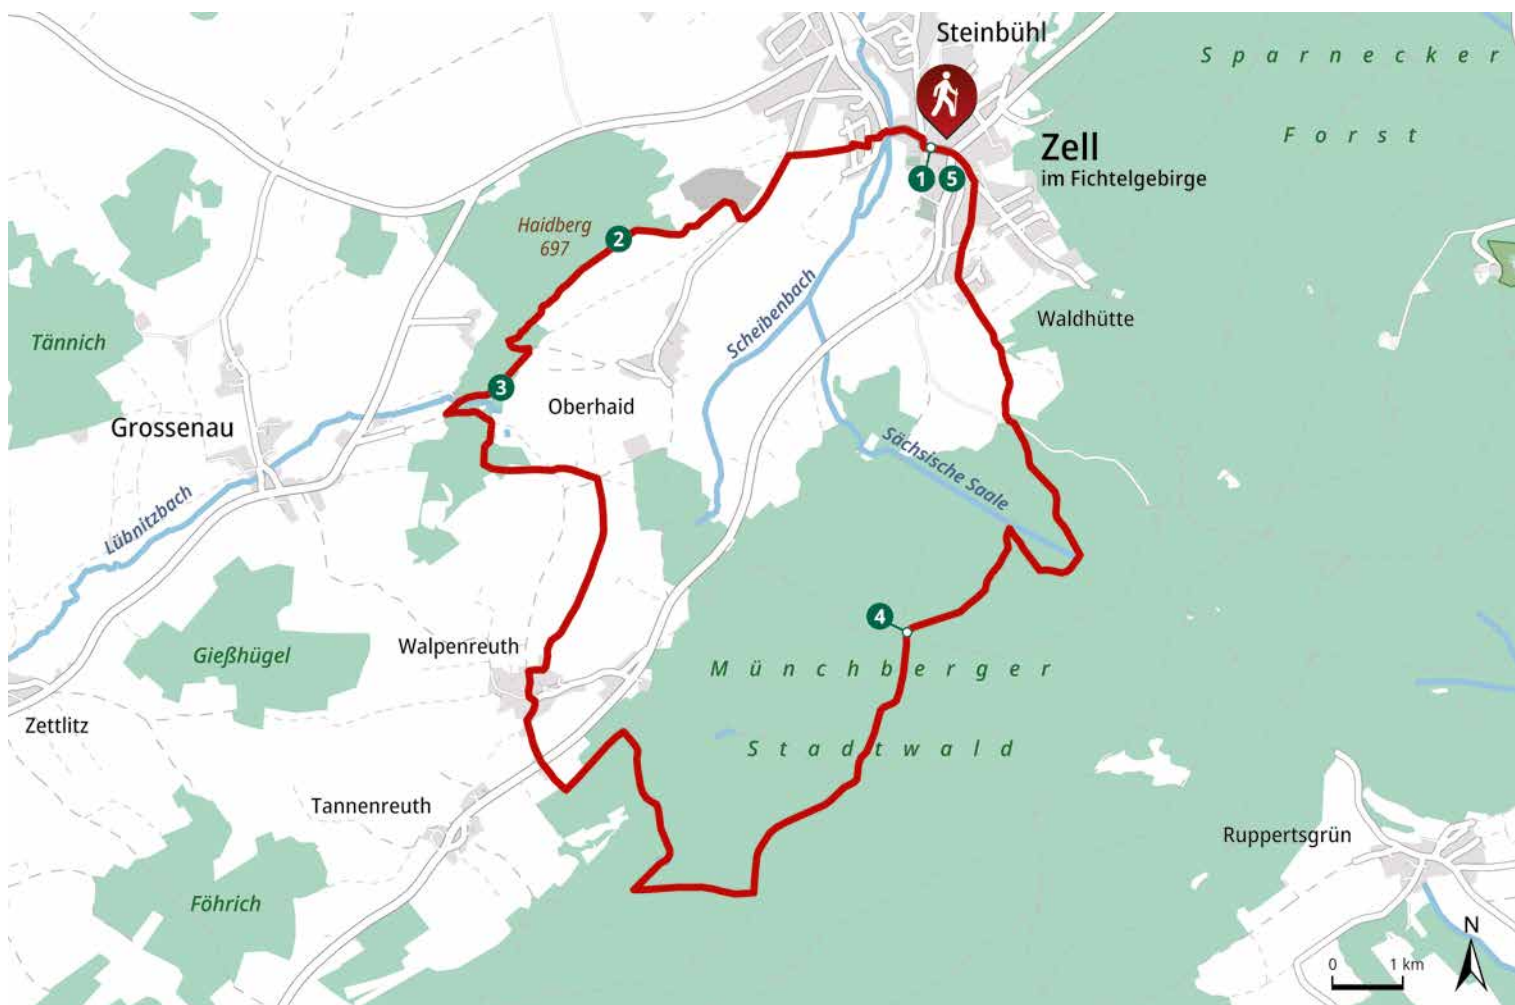 Steinbühl
Sparnecker
Forst
Zell
im Fichtelgebirge
1
5
Haidberg
697
2
Scheibenbach
Waldhütte
Tännich
3
Oberhaid
Grossenau
Sächsische Saale
Lübnitzbach
4
Walpenreuth
Gießhügel
Münchberger
Stadtwald
Zettlitz
Tannenreuth
Ruppertsgrün
Föhrich
N
0 1 km